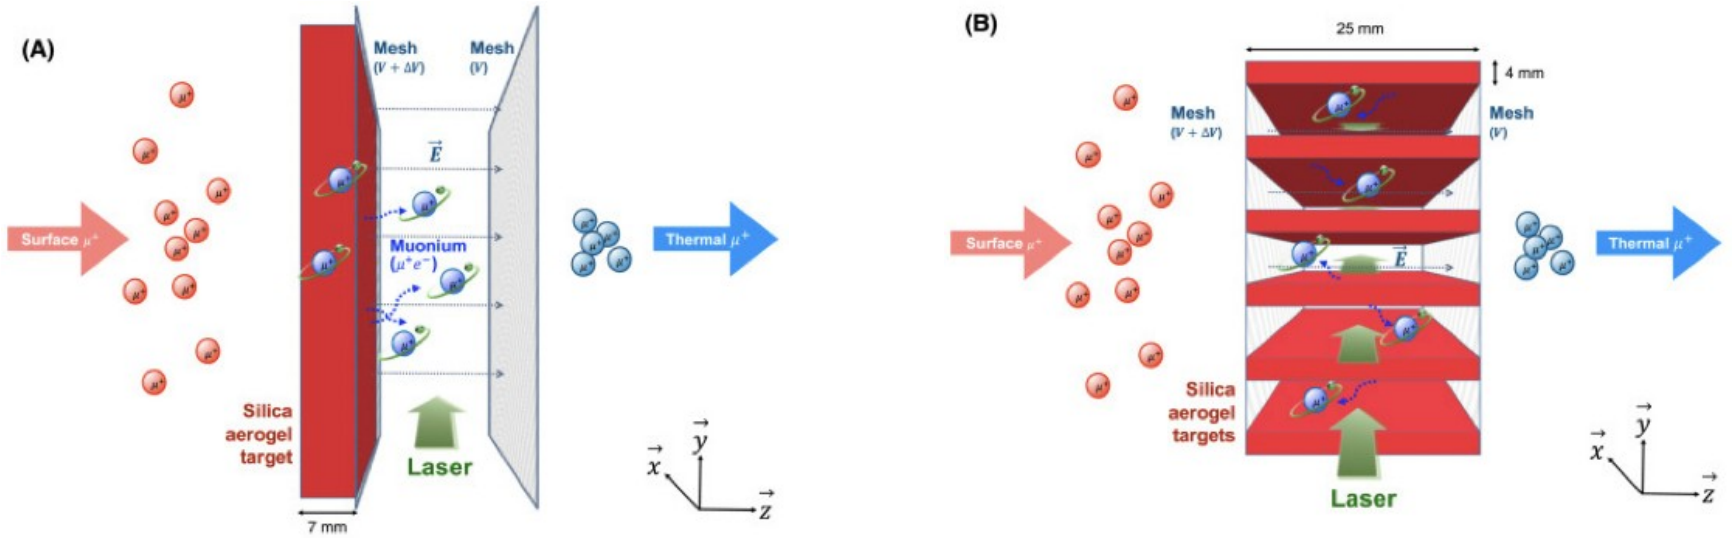 (A)
Mesh
(V + ΔV)
Mesh
(V)
μ⁺
μ⁺
μ⁺
μ⁺
μ⁺
μ⁺
μ⁺
μ⁺
μ⁺
μ⁺
Surface μ⁺
μ⁺
μ⁺
E⃗
μ⁺
Muonium
(μ⁺e⁻)
μ⁺
μ⁺
μ⁺
μ⁺
μ⁺
μ⁺
μ⁺
Thermal μ⁺
Silica
aerogel
target
Laser
7 mm
x⃗
y⃗
z⃗
(B)
25 mm
4 mm
Mesh
(V + ΔV)
Mesh
(V)
μ⁺
μ⁺
μ⁺
μ⁺
μ⁺
μ⁺
μ⁺
μ⁺
μ⁺
μ⁺
Surface μ⁺
μ⁺
μ⁺
μ⁺
E⃗
μ⁺
μ⁺
μ⁺
μ⁺
μ⁺
μ⁺
μ⁺
Thermal μ⁺
Silica
aerogel
targets
Laser
x⃗
y⃗
z⃗